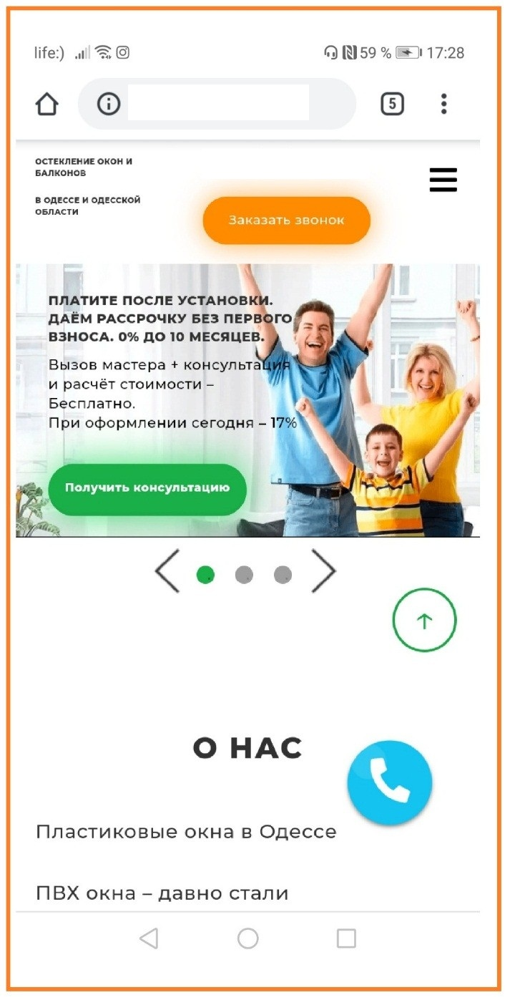 life:) 59 % 17:28
5
ОСТЕКЛЕНИЕ ОКОН И
БАЛКОНОВ
В ОДЕССЕ И ОДЕССКОЙ
ОБЛАСТИ
Заказать звонок
ПЛАТИТЕ ПОСЛЕ УСТАНОВКИ.
ДАЁМ РАССРОЧКУ БЕЗ ПЕРВОГО
ВЗНОСА. 0% ДО 10 МЕСЯЦЕВ.
Вызов мастера + консультация
и расчёт стоимости –
Бесплатно.
При оформлении сегодня – 17%
Получить консультацию
О НАС
Пластиковые окна в Одессе
ПВХ окна – давно стали